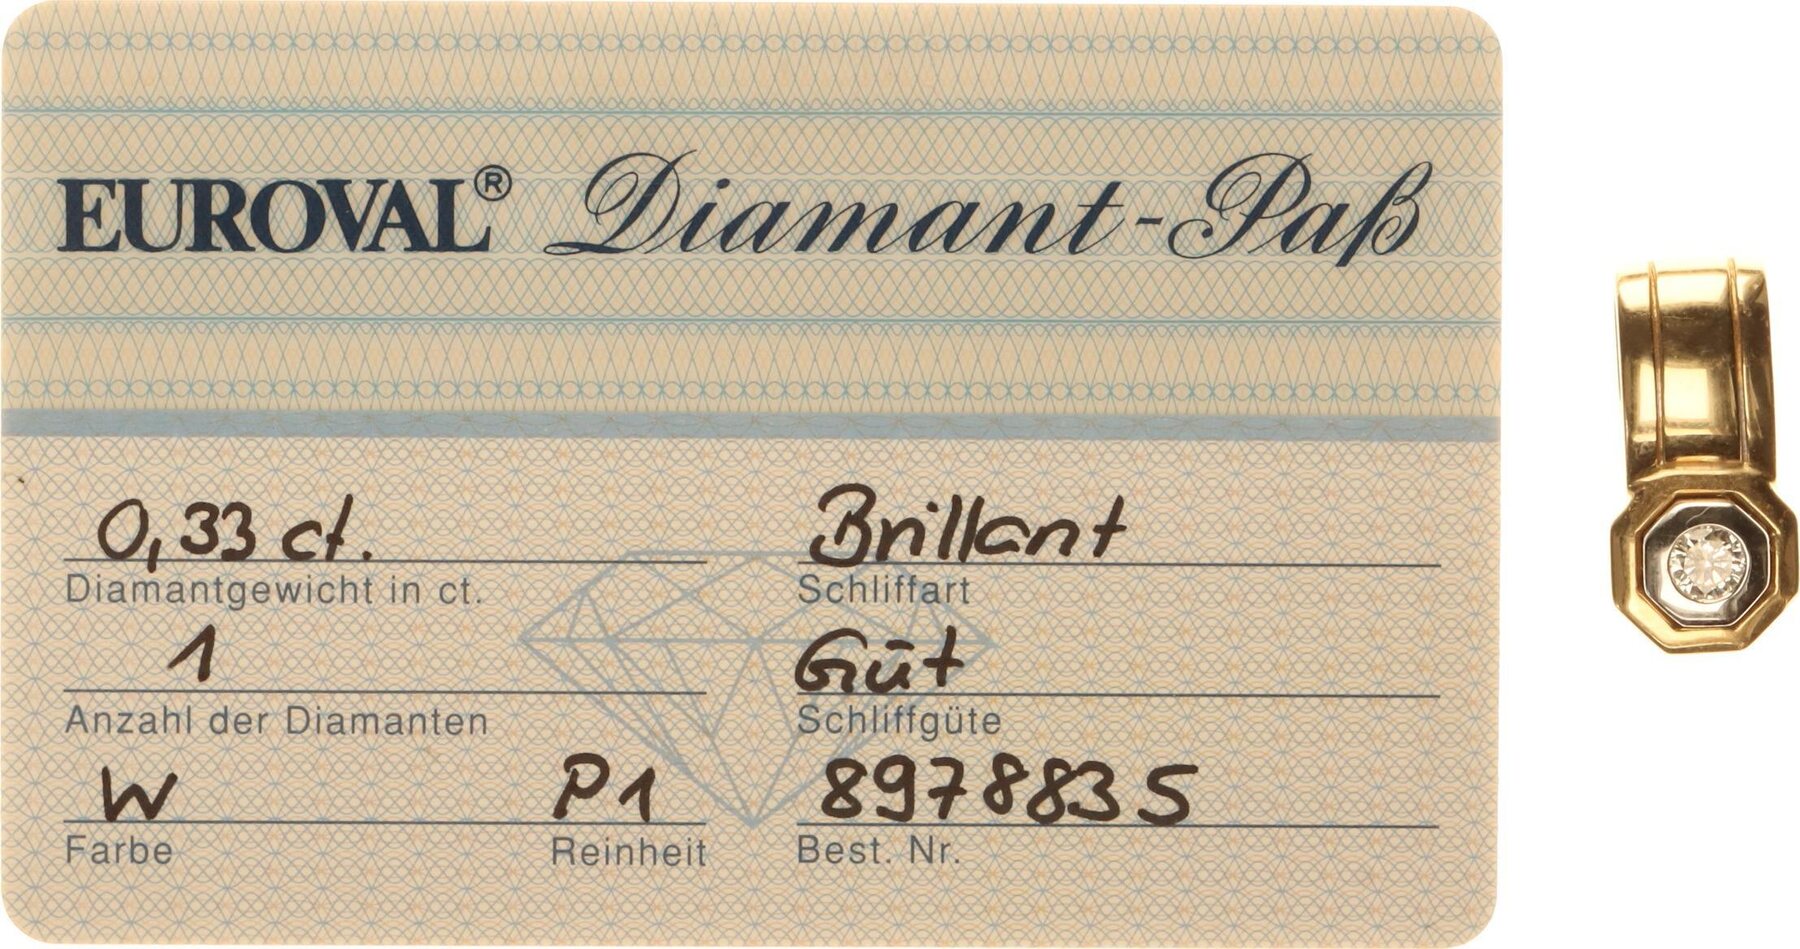 EUROVAL® Diamant-Paß
0,33 ct. Brillant
Diamantgewicht in ct. Schliffart
1 Gut
Anzahl der Diamanten Schliffgüte
W P1 8978835
Farbe Reinheit Best. Nr.